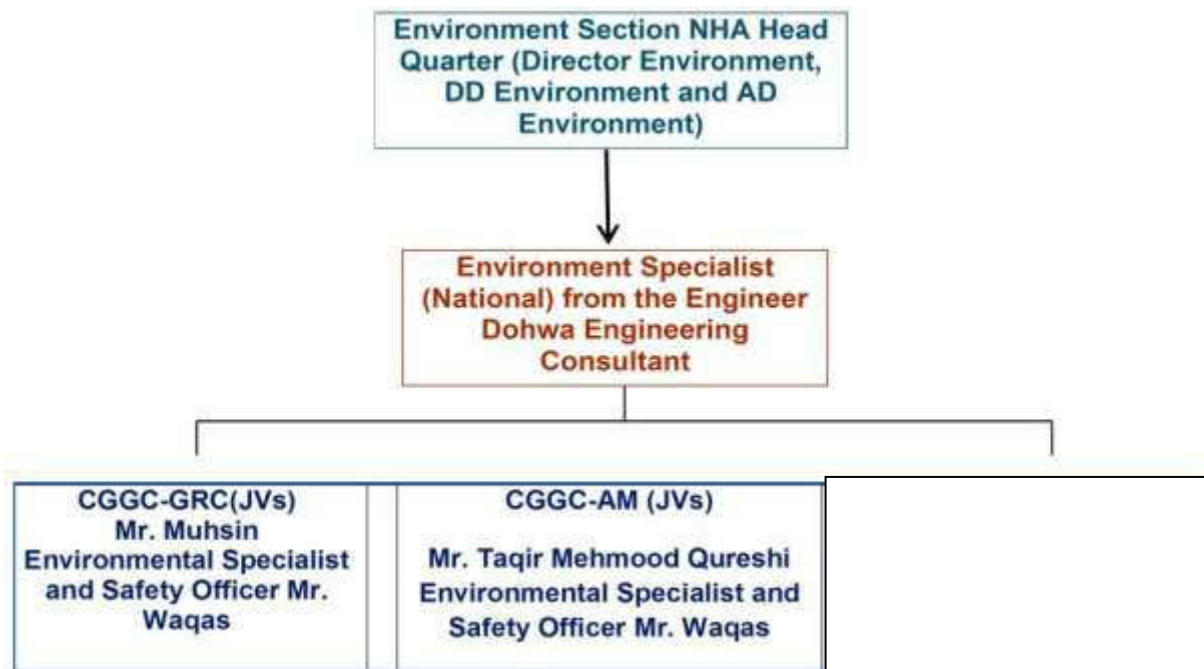 Environment Section NHA Head
Quarter (Director Environment,
DD Environment and AD
Environment)
Environment Specialist
(National) from the Engineer
Dohwa Engineering
Consultant
CGGC-GRC(JVs)
Mr. Muhsin
Environmental Specialist
and Safety Officer Mr.
Waqas
CGGC-AM (JVs)
Mr. Taqir Mehmood Qureshi
Environmental Specialist and
Safety Officer Mr. Waqas